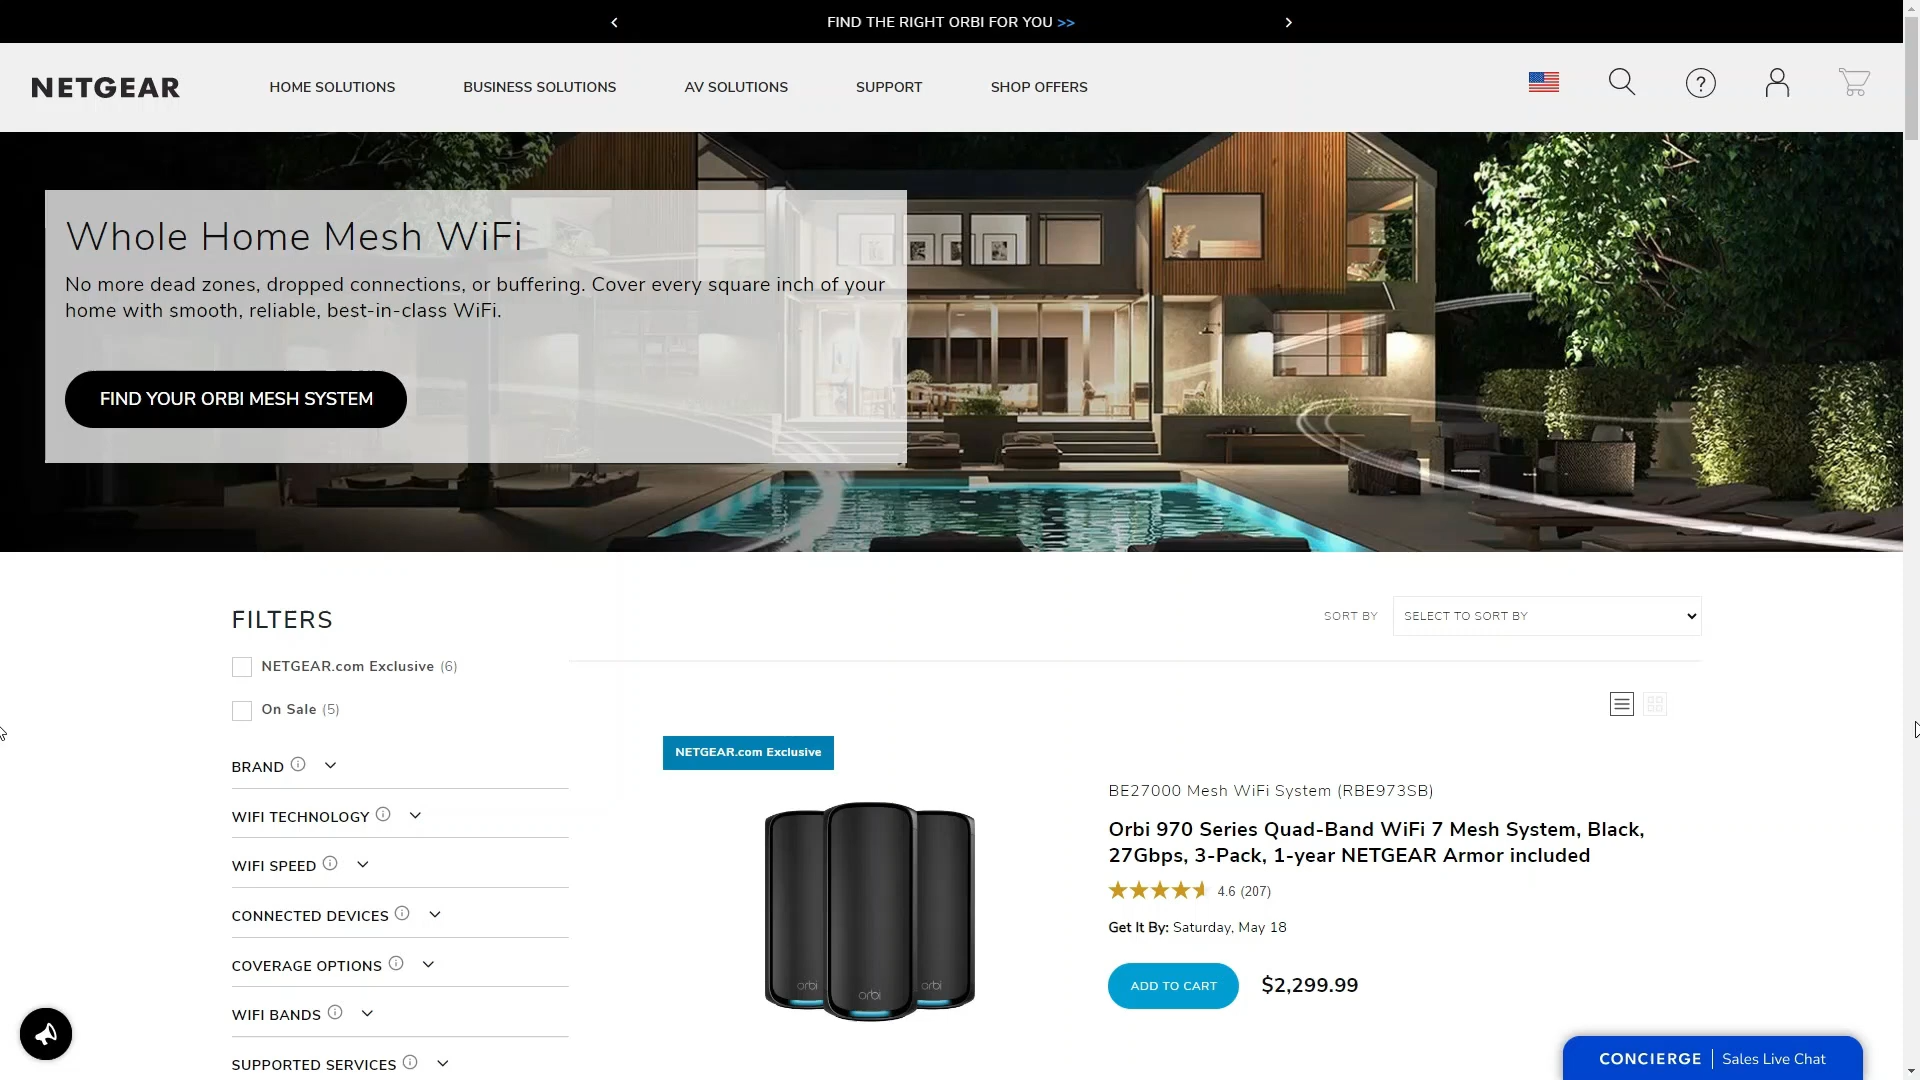 FIND THE RIGHT ORBI FOR YOU >>
NETGEAR
HOME SOLUTIONS
BUSINESS SOLUTIONS
AV SOLUTIONS
SUPPORT
SHOP OFFERS
Whole Home Mesh WiFi
No more dead zones, dropped connections, or buffering. Cover every square inch of your
home with smooth, reliable, best-in-class WiFi.
FIND YOUR ORBI MESH SYSTEM
FILTERS
NETGEAR.com Exclusive (6)
On Sale (5)
BRAND
WIFI TECHNOLOGY
WIFI SPEED
CONNECTED DEVICES
COVERAGE OPTIONS
WIFI BANDS
SUPPORTED SERVICES
SORT BY
SELECT TO SORT BY
NETGEAR.com Exclusive
orbi
orbi
orbi
BE27000 Mesh WiFi System (RBE973SB)
Orbi 970 Series Quad-Band WiFi 7 Mesh System, Black,
27Gbps, 3-Pack, 1-year NETGEAR Armor included
4.6 (207)
Get It By: Saturday, May 18
ADD TO CART
$2,299.99
CONCIERGE | Sales Live Chat